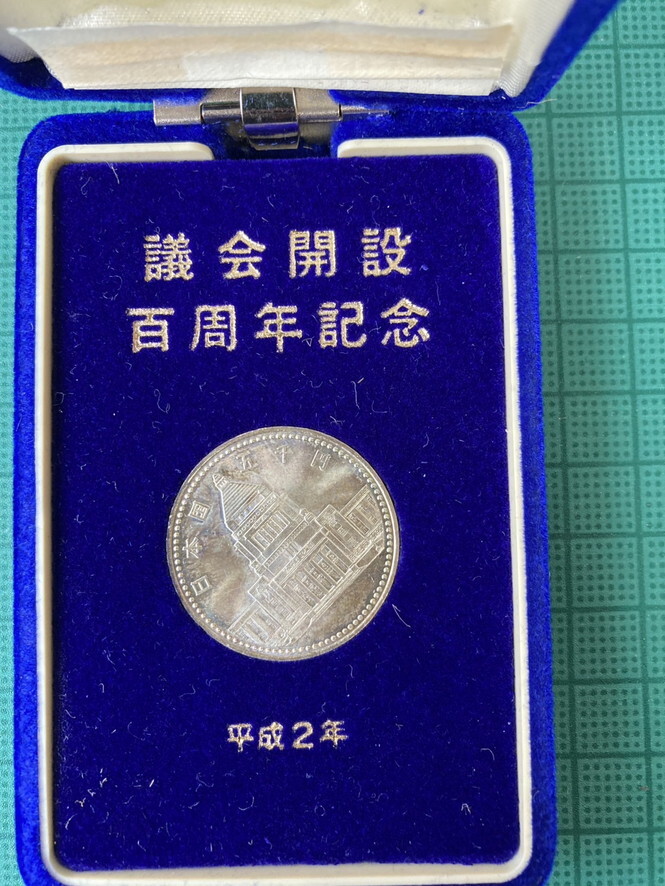 議会開設
百周年記念
日本国 五千円
平成2年